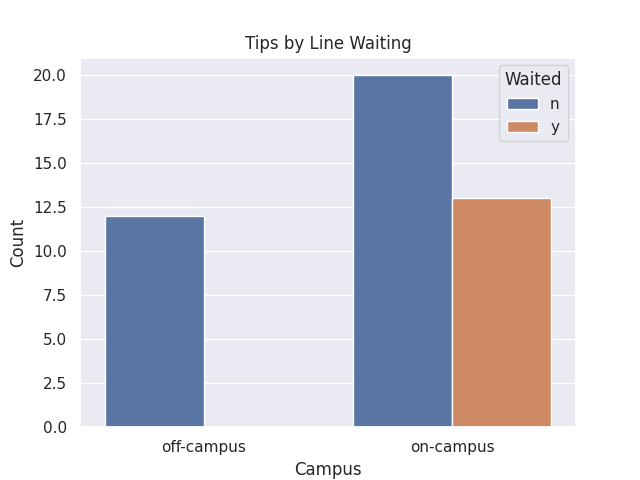 Tips by Line Waiting
Waited
n
y
20.0
17.5
15.0
12.5
10.0
7.5
5.0
2.5
0.0
Count
off-campus
on-campus
Campus